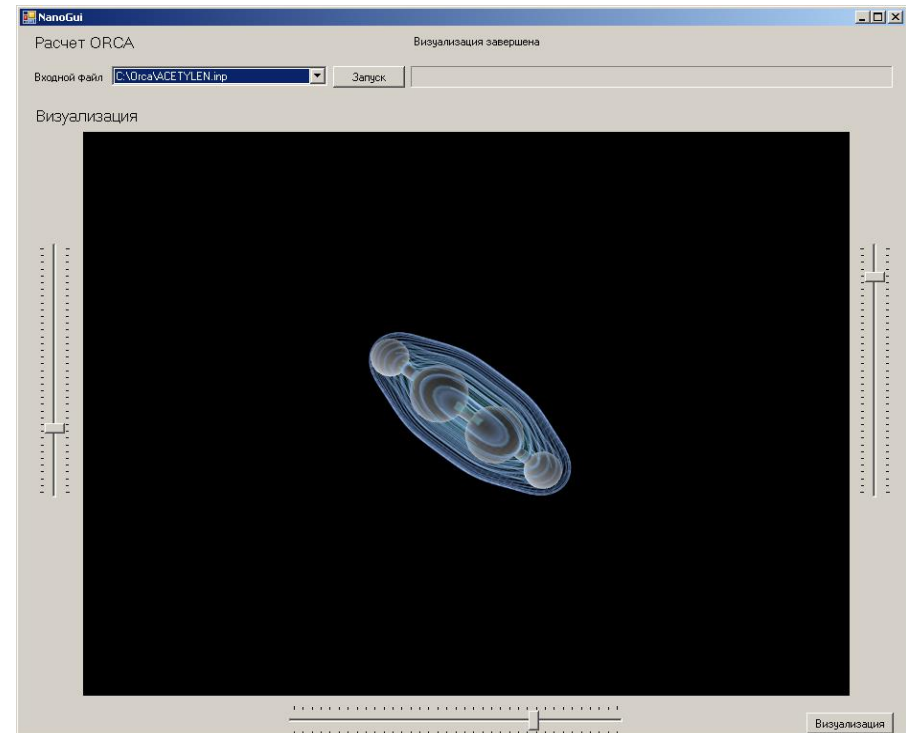 NanoGui
Расчет ORCA
Визуализация завершена
Входной файл C:\Orca\ACETYLEN.inp Запуск
Визуализация
Визуализация